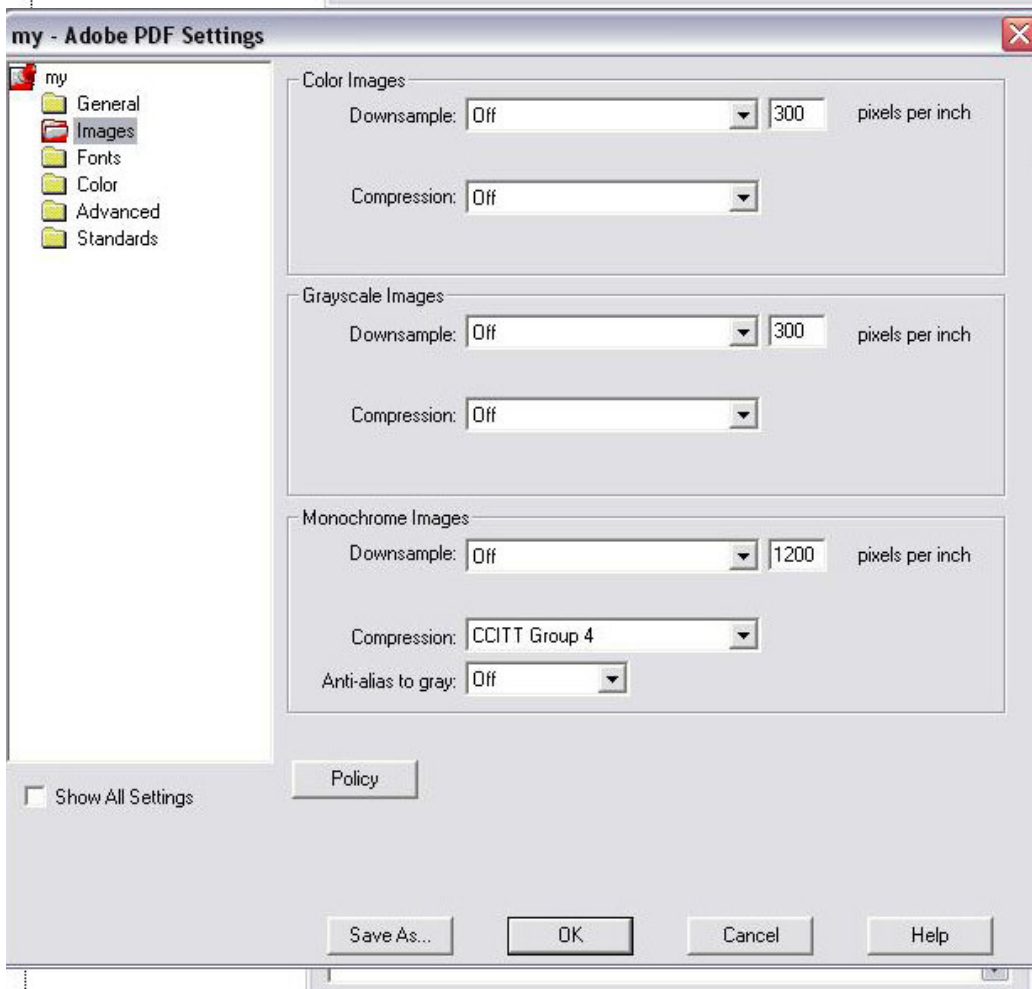 my - Adobe PDF Settings
my
General
Images
Fonts
Color
Advanced
Standards
Show All Settings
Color Images
Downsample: Off 300 pixels per inch
Compression: Off
Grayscale Images
Downsample: Off 300 pixels per inch
Compression: Off
Monochrome Images
Downsample: Off 1200 pixels per inch
Compression: CCITT Group 4
Anti-alias to gray: Off
Policy
Save As... OK Cancel Help